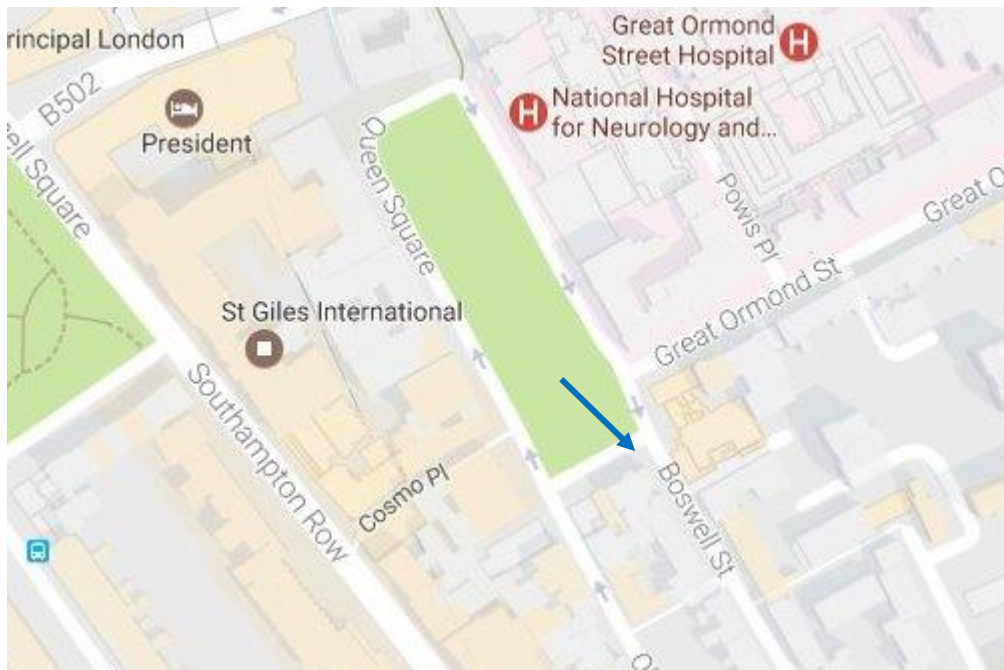 rincipal London
B502
President
ell Square
Great Ormond
Street Hospital
H
National Hospital
for Neurology and...
H
Queen Square
Powis Pl
Great O
Great Ormond St
St Giles International
Southampton Row
Cosmo Pl
Boswell St
Ol